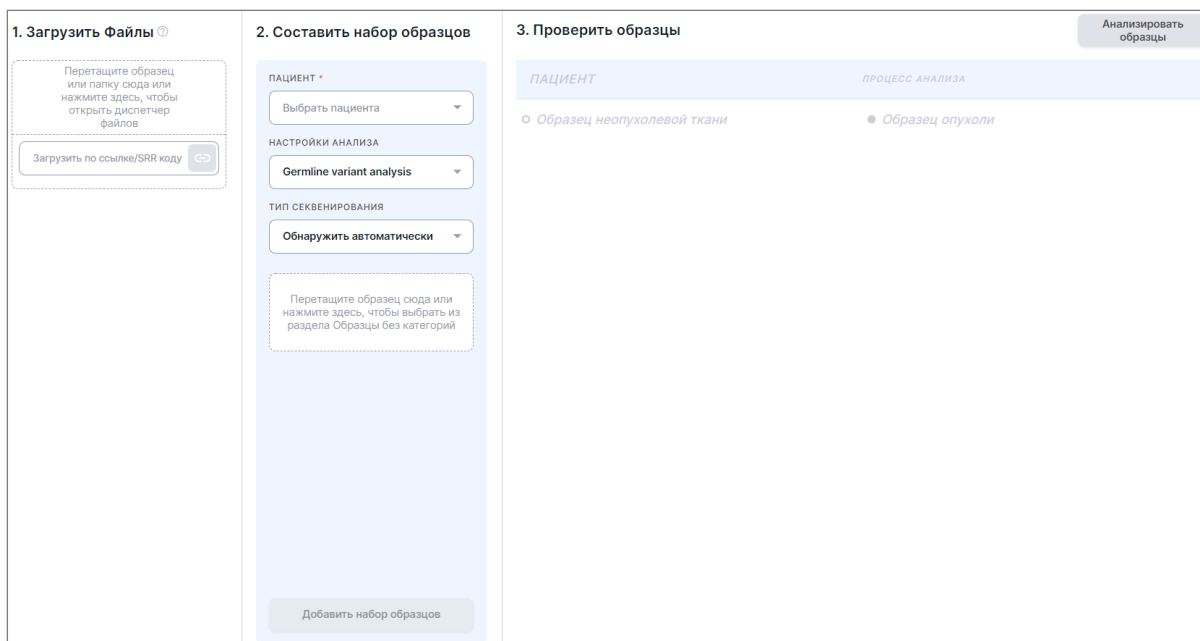 1. Загрузить Файлы
Перетащите образец
или папку сюда или
нажмите здесь, чтобы
открыть диспетчер
файлов
Загрузить по ссылке/SRR коду
2. Составить набор образцов
ПАЦИЕНТ *
Выбрать пациента
НАСТРОЙКИ АНАЛИЗА
Germline variant analysis
ТИП СЕКВЕНИРОВАНИЯ
Обнаружить автоматически
Перетащите образец сюда или
нажмите здесь, чтобы выбрать из
раздела Образцы без категорий
Добавить набор образцов
3. Проверить образцы
Анализировать
образцы
ПАЦИЕНТ
ПРОЦЕСС АНАЛИЗА
Образец неопухолевой ткани
Образец опухоли